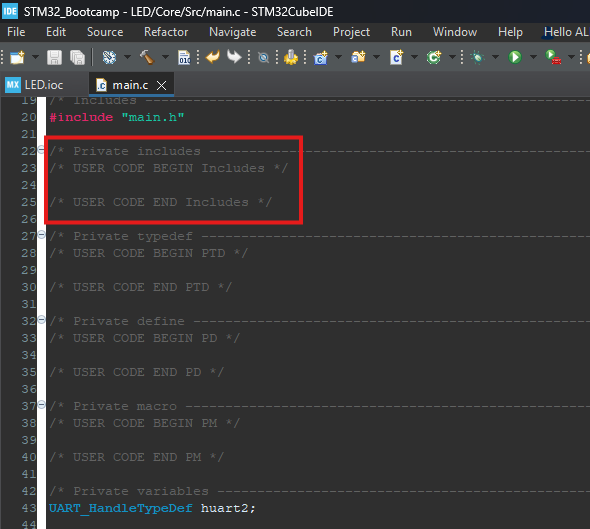 IDE STM32_Bootcamp - LED/Core/Src/main.c - STM32CubeIDE
File Edit Source Refactor Navigate Search Project Run Window Help Hello AL
010
MX LED.ioc main.c
19 /* Includes ------------------------------------------------------------
20 #include "main.h"
21
22 /* Private includes ----------------------------------------------------
23 /* USER CODE BEGIN Includes */
24
25 /* USER CODE END Includes */
26
27 /* Private typedef -----------------------------------------------------
28 /* USER CODE BEGIN PTD */
29
30 /* USER CODE END PTD */
31
32 /* Private define ------------------------------------------------------
33 /* USER CODE BEGIN PD */
34
35 /* USER CODE END PD */
36
37 /* Private macro -------------------------------------------------------
38 /* USER CODE BEGIN PM */
39
40 /* USER CODE END PM */
41
42 /* Private variables ---------------------------------------------------
43 UART_HandleTypeDef huart2;
44